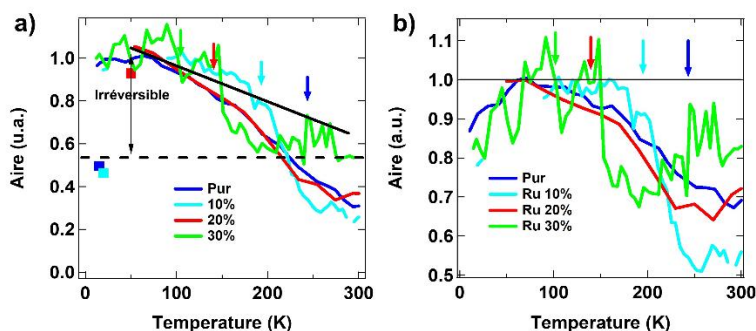 a)
Aire (u.a.)
1.0
0.8
0.6
0.4
0.2
0.0
Irréversible
Pur
10%
20%
30%
0
100
200
300
Temperature (K)
b)
Aire (a.u.)
1.1
1.0
0.9
0.8
0.7
0.6
0.5
Pur
Ru 10%
Ru 20%
Ru 30%
0
100
200
300
Temperature (K)